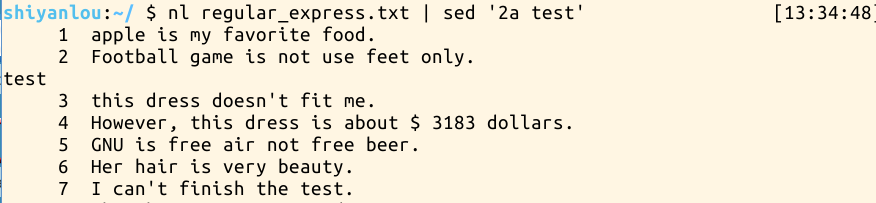 shiyanlou:~/ $ nl regular_express.txt | sed '2a test' [13:34:48]
1 apple is my favorite food.
2 Football game is not use feet only.
test
3 this dress doesn't fit me.
4 However, this dress is about $ 3183 dollars.
5 GNU is free air not free beer.
6 Her hair is very beauty.
7 I can't finish the test.